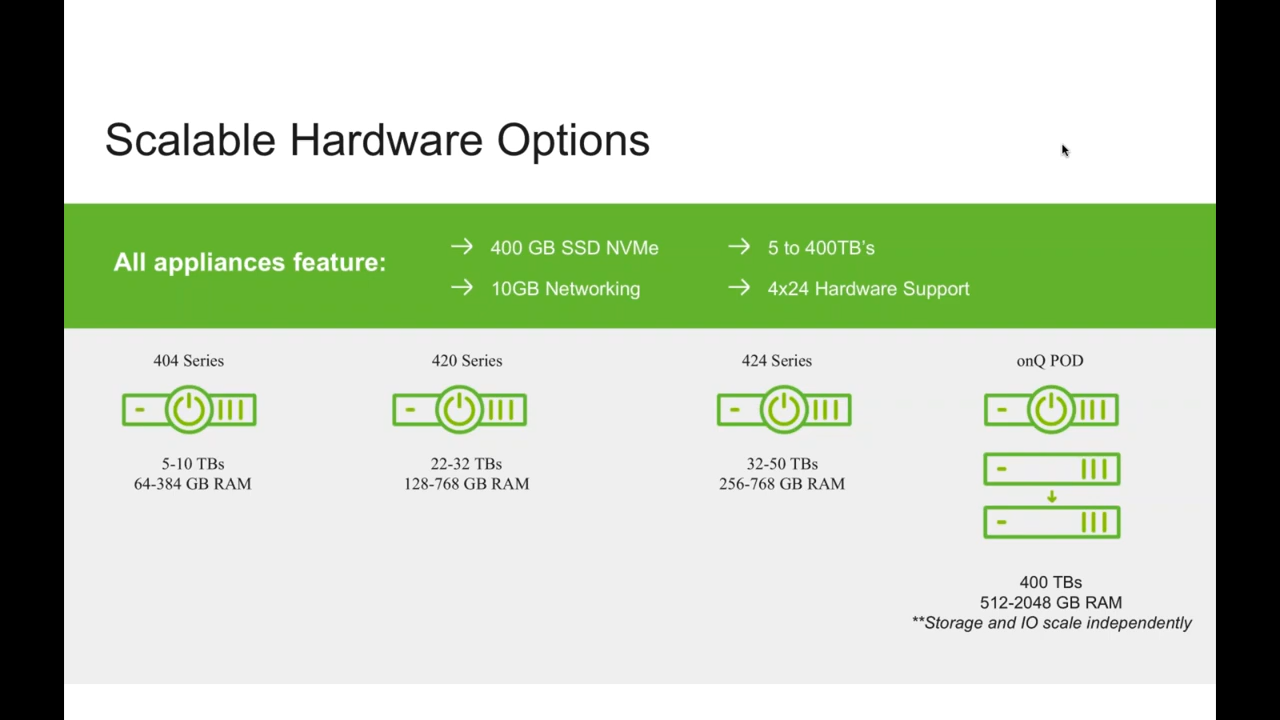 Scalable Hardware Options
All appliances feature:
→ 400 GB SSD NVMe
→ 10GB Networking
→ 5 to 400TB's
→ 4x24 Hardware Support
404 Series
5-10 TBs
64-384 GB RAM
420 Series
22-32 TBs
128-768 GB RAM
424 Series
32-50 TBs
256-768 GB RAM
onQ POD
400 TBs
512-2048 GB RAM
**Storage and IO scale independently